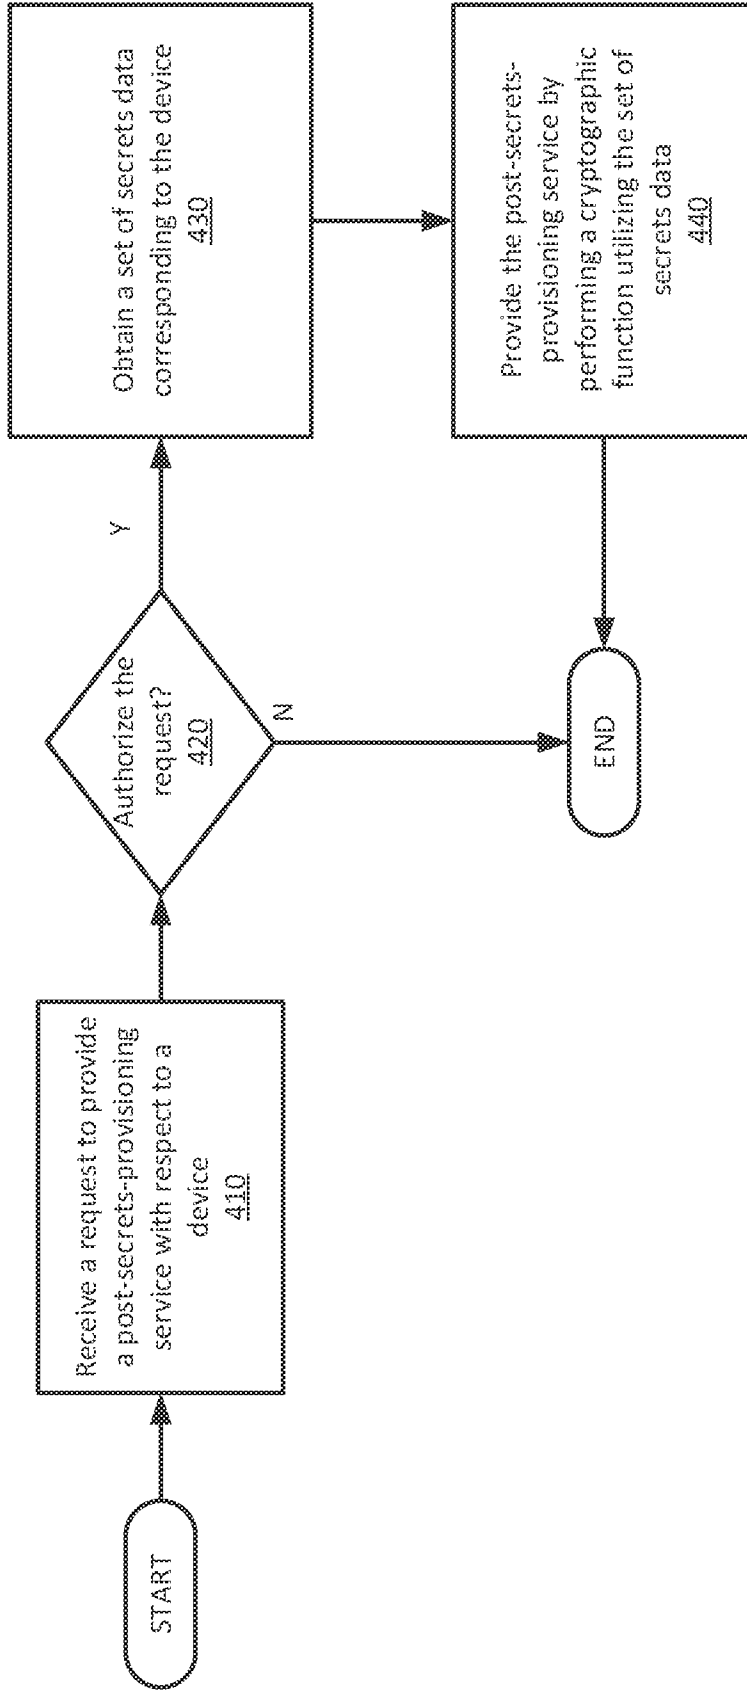 START
Receive a request to provide
a post-secrets-provisioning
service with respect to a
device
410
Authorize the
request?
420
Y
N
Obtain a set of secrets data
corresponding to the device
430
Provide the post-secrets-
provisioning service by
performing a cryptographic
function utilizing the set of
secrets data
440
END